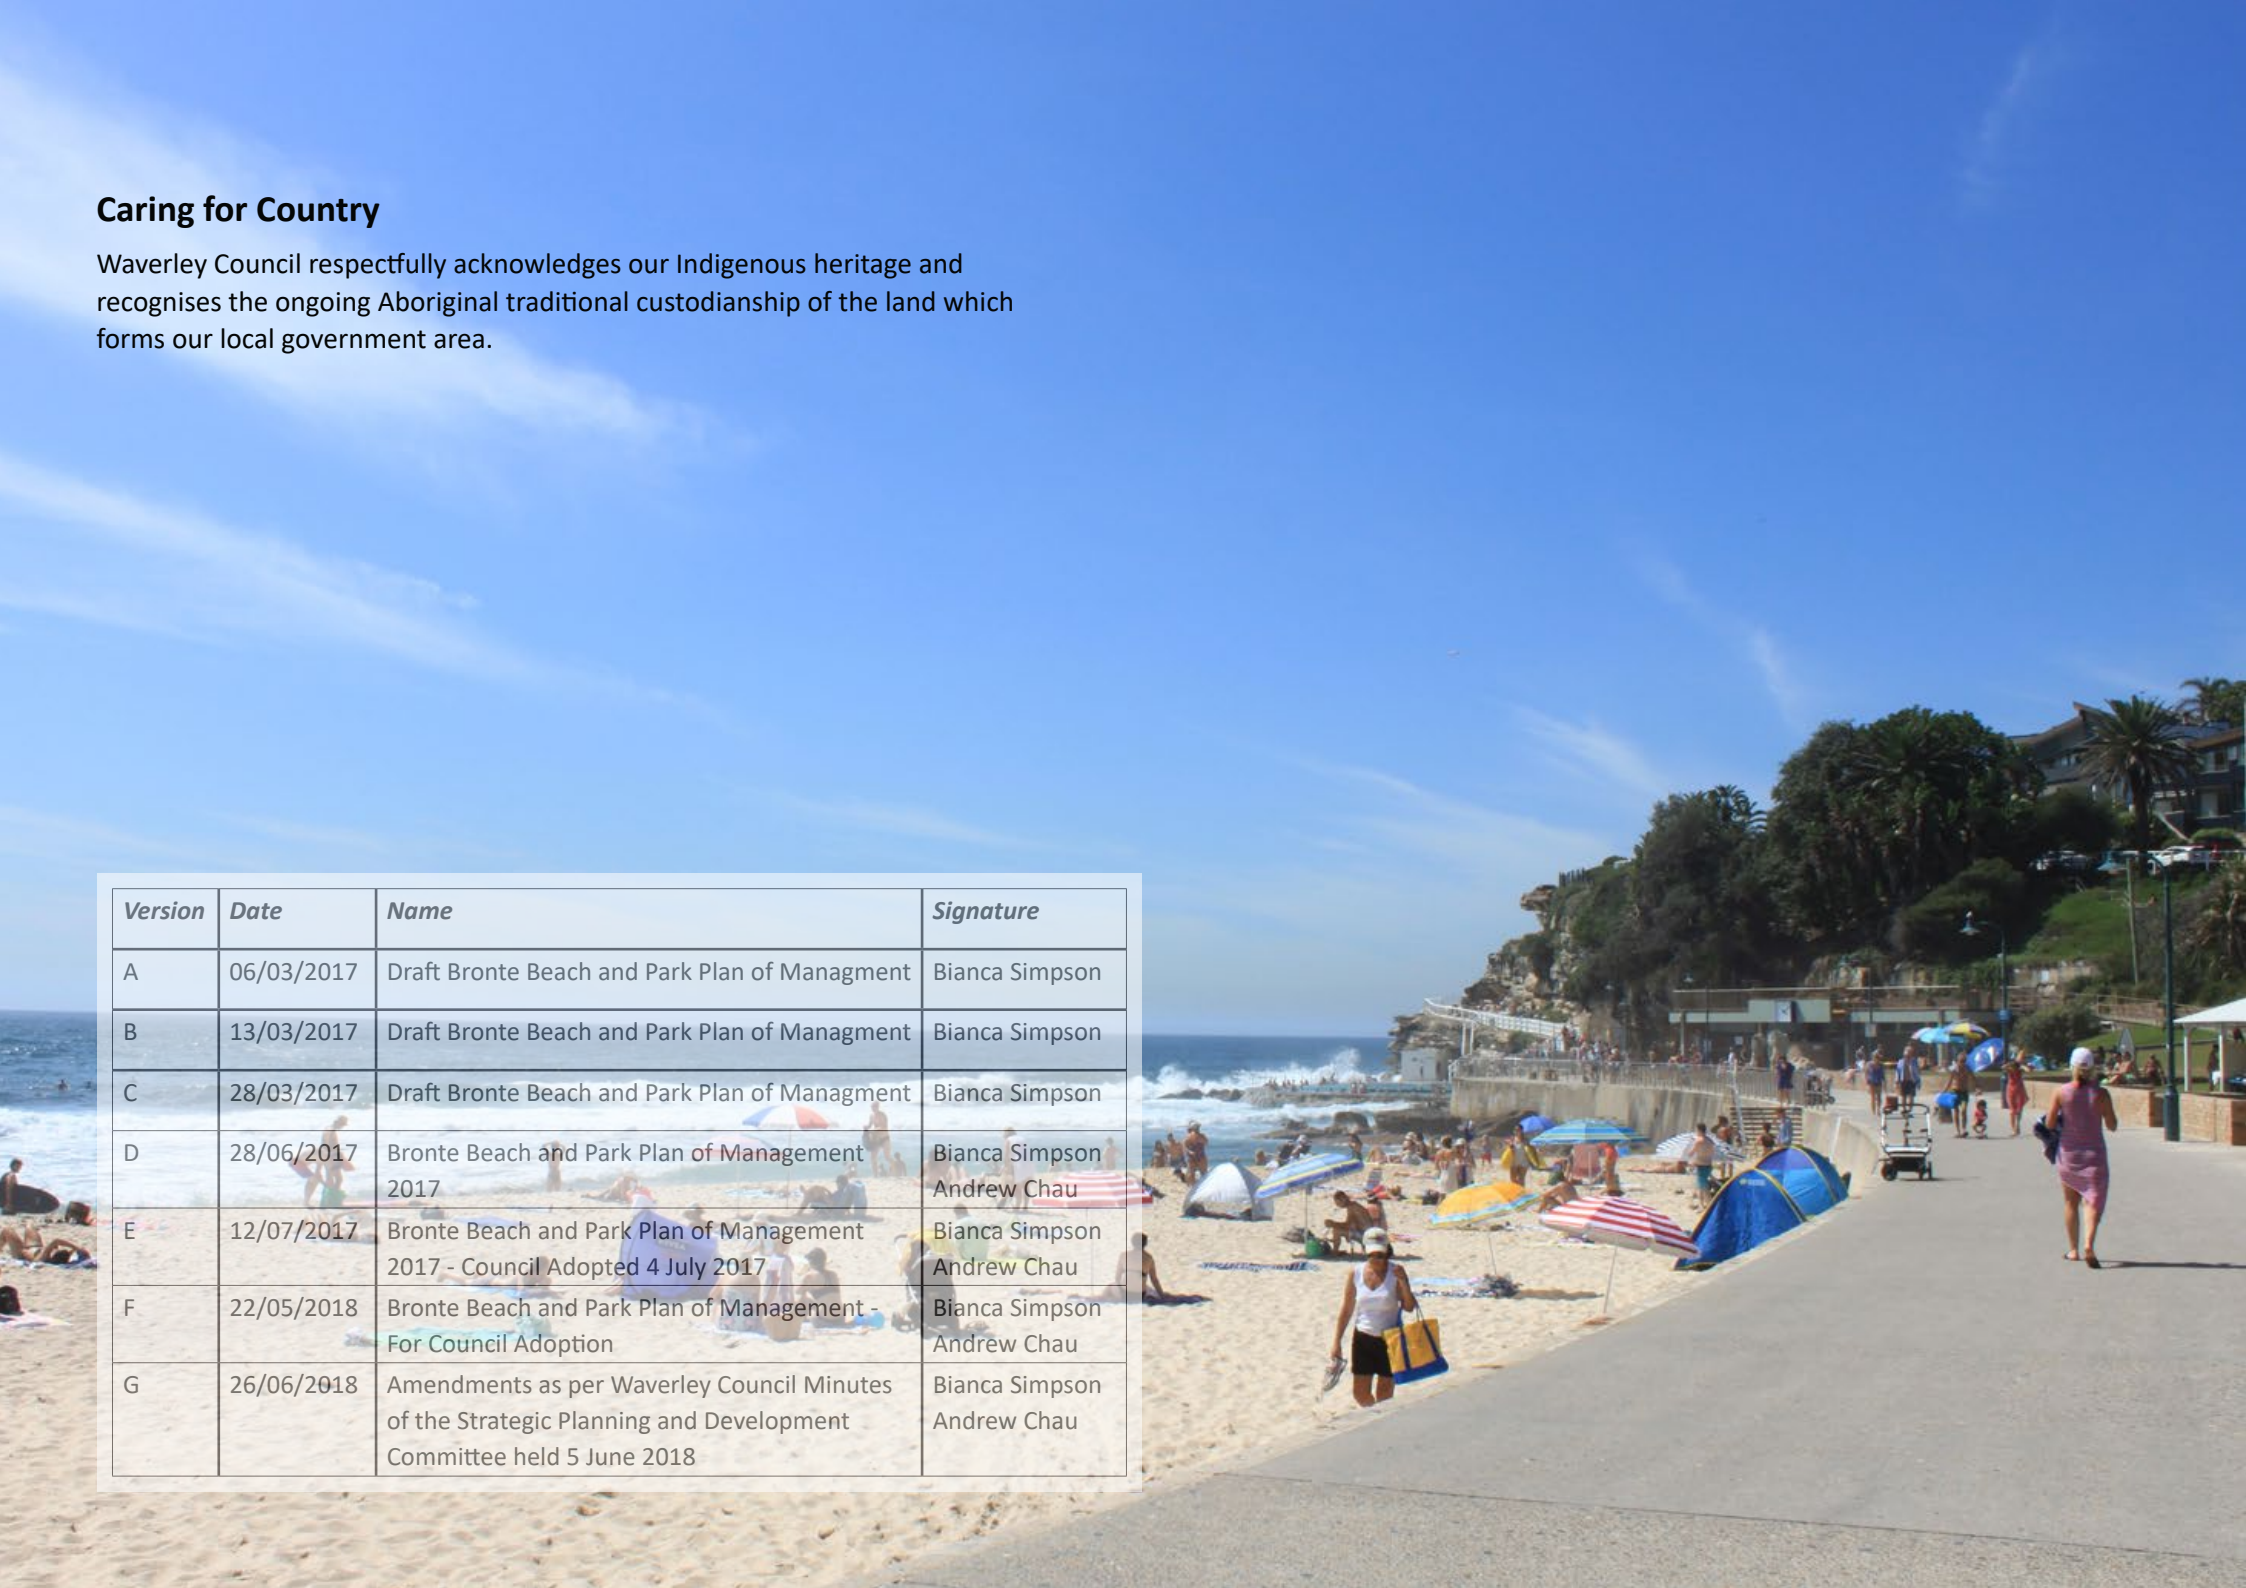 Caring for Country
Waverley Council respectfully acknowledges our Indigenous heritage and
recognises the ongoing Aboriginal traditional custodianship of the land which
forms our local government area.
Version Date Name Signature
A 06/03/2017 Draft Bronte Beach and Park Plan of Managment Bianca Simpson
B 13/03/2017 Draft Bronte Beach and Park Plan of Managment Bianca Simpson
C 28/03/2017 Draft Bronte Beach and Park Plan of Managment Bianca Simpson
D 28/06/2017 Bronte Beach and Park Plan of Management Bianca Simpson
2017 Andrew Chau
E 12/07/2017 Bronte Beach and Park Plan of Management Bianca Simpson
2017 - Council Adopted 4 July 2017 Andrew Chau
F 22/05/2018 Bronte Beach and Park Plan of Management - Bianca Simpson
For Council Adoption Andrew Chau
G 26/06/2018 Amendments as per Waverley Council Minutes Bianca Simpson
of the Strategic Planning and Development Andrew Chau
Committee held 5 June 2018